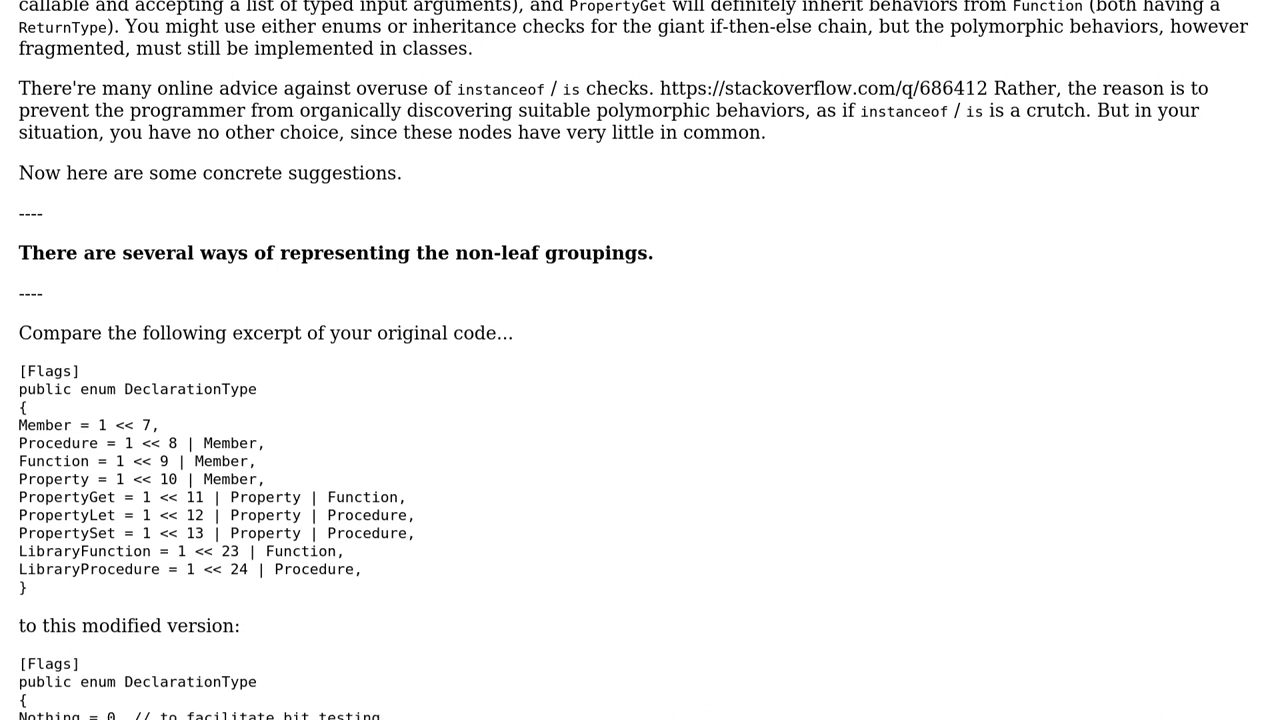 callable and accepting a list of typed input arguments), and PropertyGet will definitely inherit behaviors from Function (both having a
ReturnType). You might use either enums or inheritance checks for the giant if-then-else chain, but the polymorphic behaviors, however
fragmented, must still be implemented in classes.
There're many online advice against overuse of instanceof / is checks. https://stackoverflow.com/q/686412 Rather, the reason is to
prevent the programmer from organically discovering suitable polymorphic behaviors, as if instanceof / is is a crutch. But in your
situation, you have no other choice, since these nodes have very little in common.
Now here are some concrete suggestions.
----
There are several ways of representing the non-leaf groupings.
----
Compare the following excerpt of your original code...
[Flags]
public enum DeclarationType
{
Member = 1 << 7,
Procedure = 1 << 8 | Member,
Function = 1 << 9 | Member,
Property = 1 << 10 | Member,
PropertyGet = 1 << 11 | Property | Function,
PropertyLet = 1 << 12 | Property | Procedure,
PropertySet = 1 << 13 | Property | Procedure,
LibraryFunction = 1 << 23 | Function,
LibraryProcedure = 1 << 24 | Procedure,
}
to this modified version:
[Flags]
public enum DeclarationType
{
Nothing = 0, // to facilitate bit testing